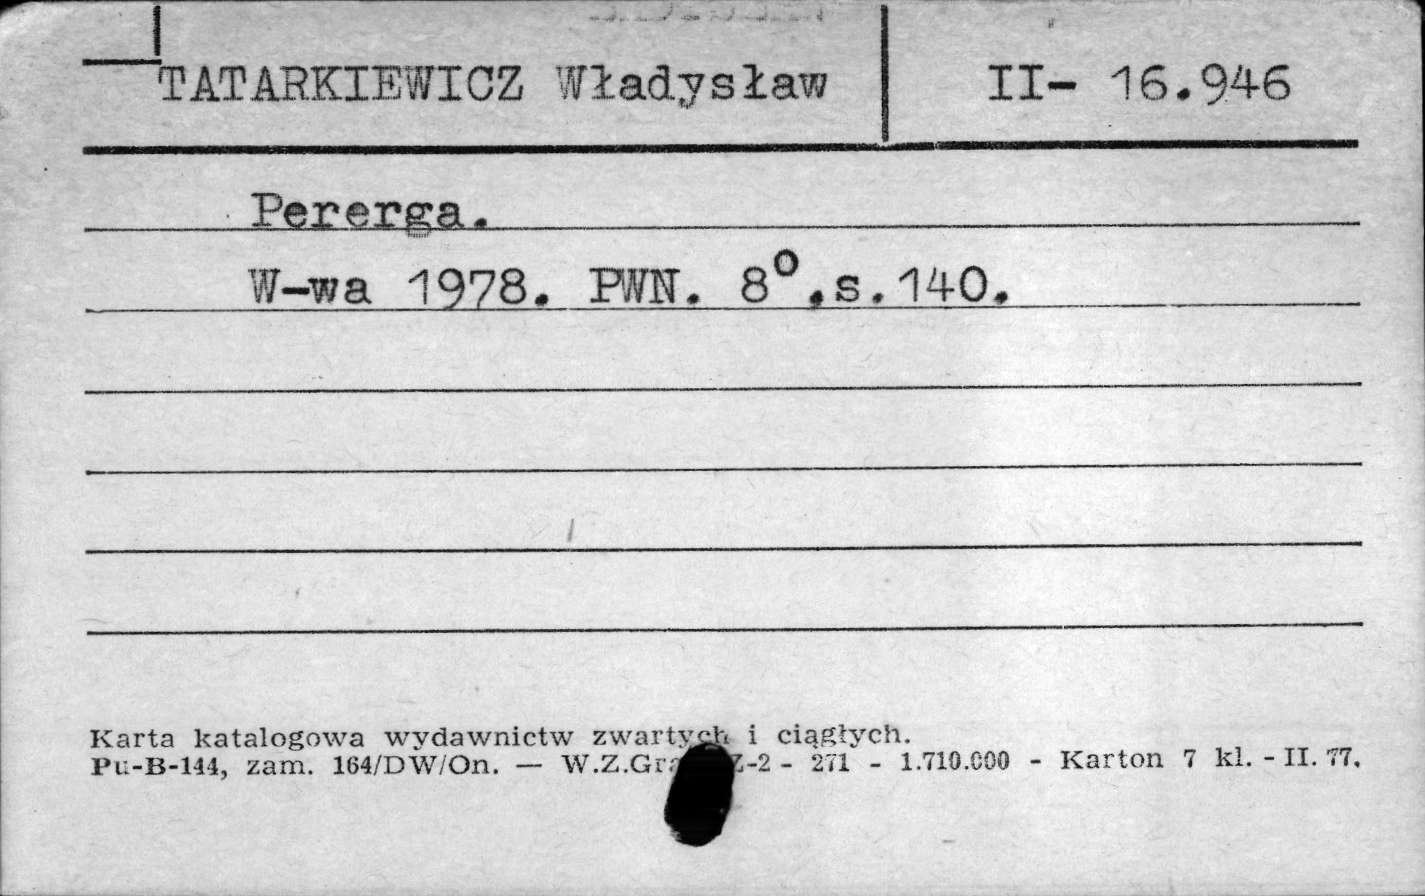 TATARKIEWICZ Władysław II- 16.946
Pererga.
W-wa 1978. PWN. 8°.s.140.
Karta katalogowa wydawnictw zwartych i ciągłych.
Pu-B-144, zam. 164/DW/On. — -2 - 271 - 1.710.000 - Karton 7 kl. - II. 77.